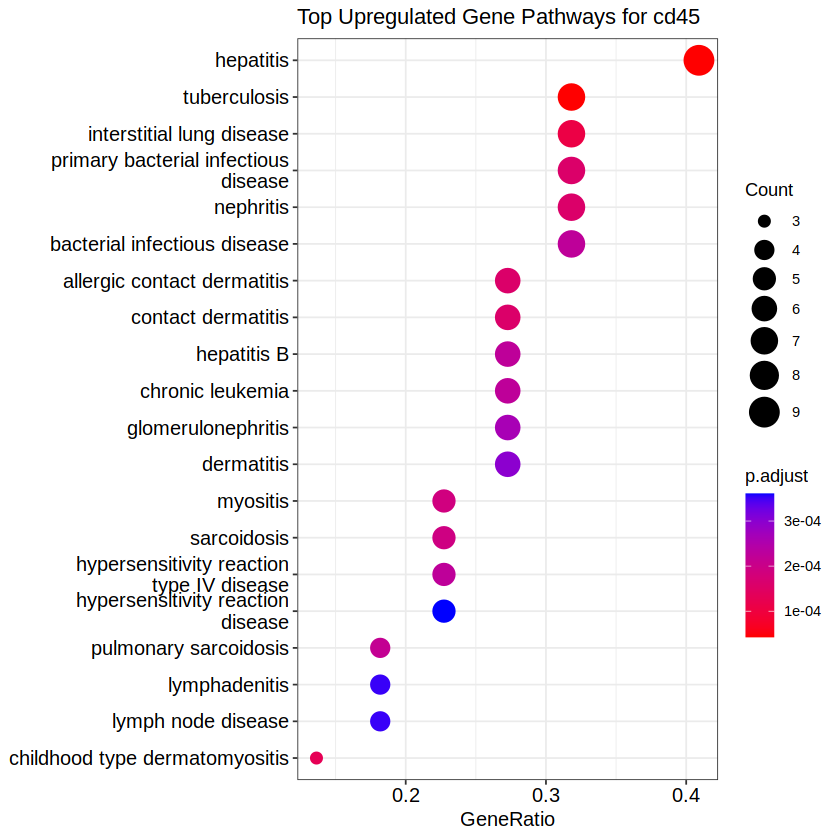 Top Upregulated Gene Pathways for cd45
hepatitis
tuberculosis
interstitial lung disease
primary bacterial infectious
disease
nephritis
bacterial infectious disease
allergic contact dermatitis
contact dermatitis
hepatitis B
chronic leukemia
glomerulonephritis
dermatitis
myositis
sarcoidosis
hypersensitivity reaction
type IV disease
hypersensitivity reaction
disease
pulmonary sarcoidosis
lymphadenitis
lymph node disease
childhood type dermatomyositis
0.2 0.3 0.4
GeneRatio
Count
3
4
5
6
7
8
9
p.adjust
3e-04
2e-04
1e-04